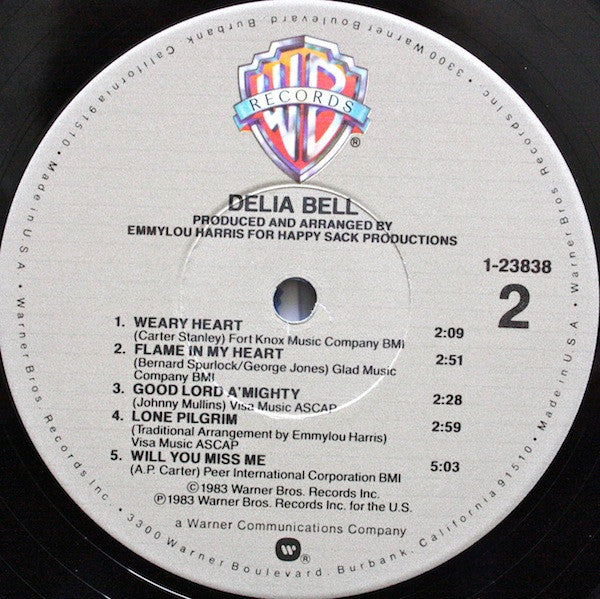 WB
RECORDS
®
DELIA BELL
PRODUCED AND ARRANGED BY
EMMYLOU HARRIS FOR HAPPY SACK PRODUCTIONS
1-23838
2
1. WEARY HEART
(Carter Stanley) Fort Knox Music Company BMI 2:09
2. FLAME IN MY HEART
(Bernard Spurlock/George Jones) Glad Music 2:51
Company BMI
3. GOOD LORD A'MIGHTY
(Johnny Mullins) Visa Music ASCAP 2:28
4. LONE PILGRIM
(Traditional Arrangement by Emmylou Harris) 2:59
Visa Music ASCAP
5. WILL YOU MISS ME
(A.P. Carter) Peer International Corporation BMI 5:03
©1983 Warner Bros. Records Inc.
℗1983 Warner Bros. Records Inc. for the U.S.
a Warner Communications Company
®
Warner Bros. Records Inc. • 3300 Warner Boulevard, Burbank, California 91510 • Made in U.S.A. • Warner Bros. Records Inc. • 3300 Warner Boulevard, Burbank, California 91510 • Made in U.S.A. •